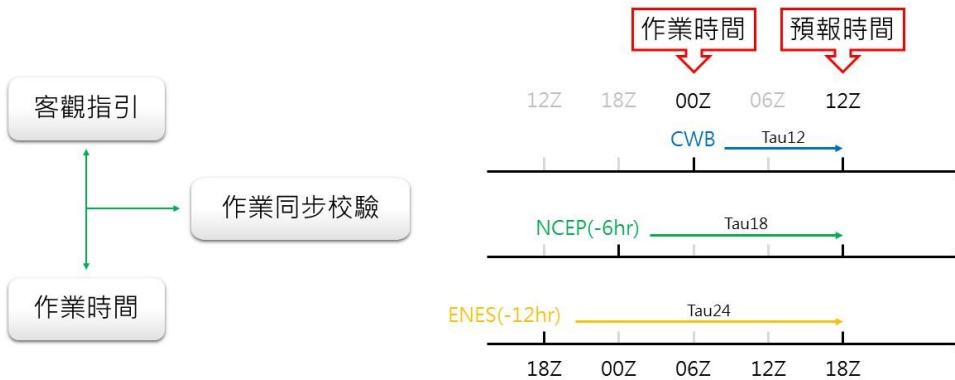 客觀指引
作業同步校驗
作業時間
作業時間
預報時間
12Z 18Z 00Z 06Z 12Z
CWB
Tau12
NCEP(-6hr)
Tau18
ENES(-12hr)
Tau24
18Z 00Z 06Z 12Z 18Z